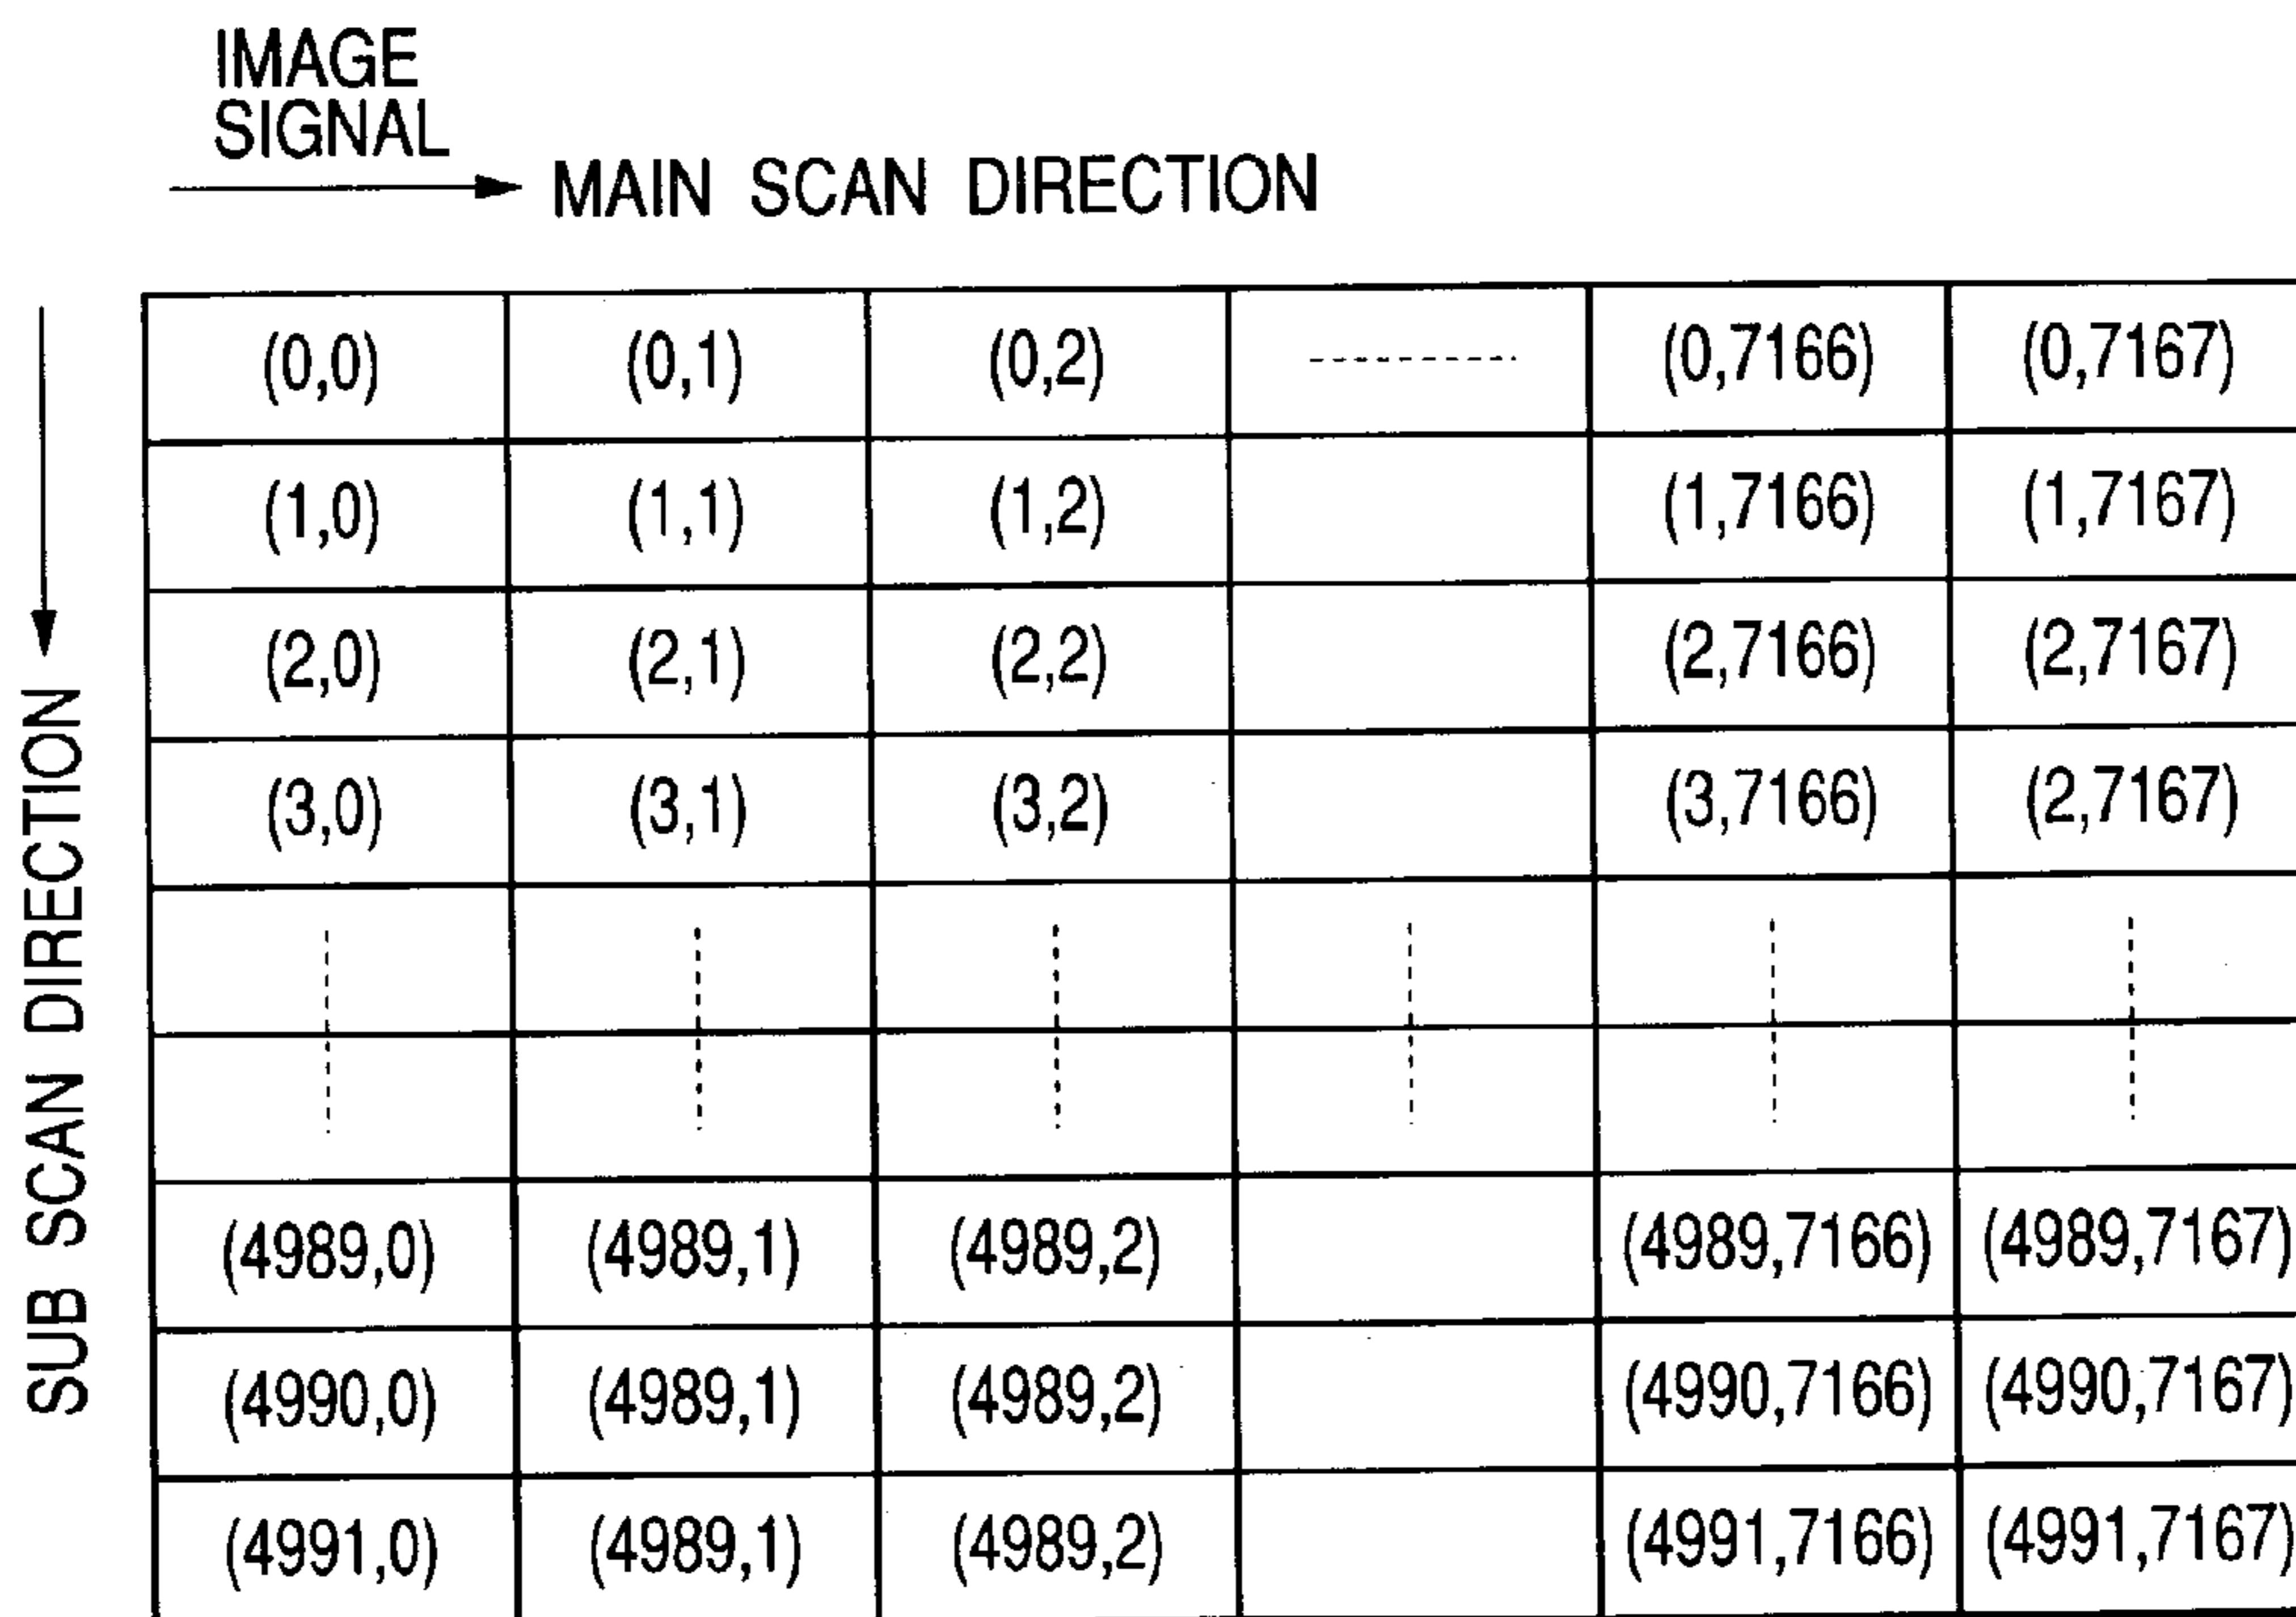 IMAGE
SIGNAL
MAIN SCAN DIRECTION
SUB SCAN DIRECTION
(0,0) (0,1) (0,2) (0,7166) (0,7167)
(1,0) (1,1) (1,2) (1,7166) (1,7167)
(2,0) (2,1) (2,2) (2,7166) (2,7167)
(3,0) (3,1) (3,2) (3,7166) (2,7167)
(4989,0) (4989,1) (4989,2) (4989,7166) (4989,7167)
(4990,0) (4989,1) (4989,2) (4990,7166) (4990,7167)
(4991,0) (4989,1) (4989,2) (4991,7166) (4991,7167)